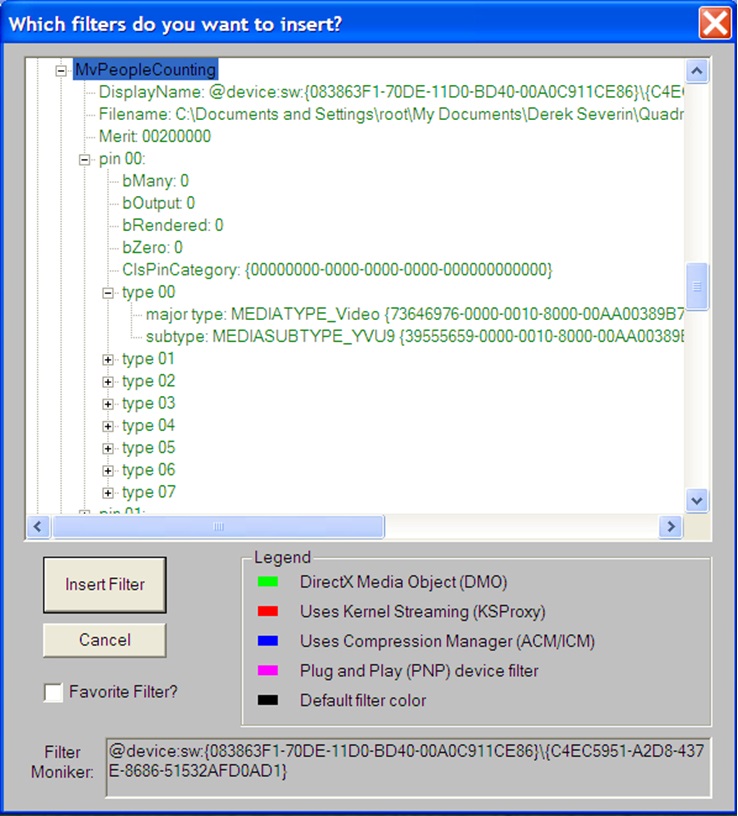 Which filters do you want to insert?
MvPeopleCounting
DisplayName: @device:sw:{083863F1-70DE-11D0-BD40-00A0C911CE86}\{C4E
Filename: C:\Documents and Settings\root\My Documents\Derek Severin\Quadr
Merit: 00200000
pin 00:
bMany: 0
bOutput: 0
bRendered: 0
bZero: 0
ClsPinCategory: {00000000-0000-0000-0000-000000000000}
type 00
major type: MEDIATYPE_Video {73646976-0000-0010-8000-00AA00389B7
subtype: MEDIASUBTYPE_YVU9 {39555659-0000-0010-8000-00AA00389
type 01
type 02
type 03
type 04
type 05
type 06
type 07
pin 01:
Insert Filter
Cancel
Favorite Filter?
Legend
DirectX Media Object (DMO)
Uses Kernel Streaming (KSProxy)
Uses Compression Manager (ACM/ICM)
Plug and Play (PNP) device filter
Default filter color
Filter
Moniker:
@device:sw:{083863F1-70DE-11D0-BD40-00A0C911CE86}\{C4EC5951-A2D8-437
E-8686-51532AFD0AD1}